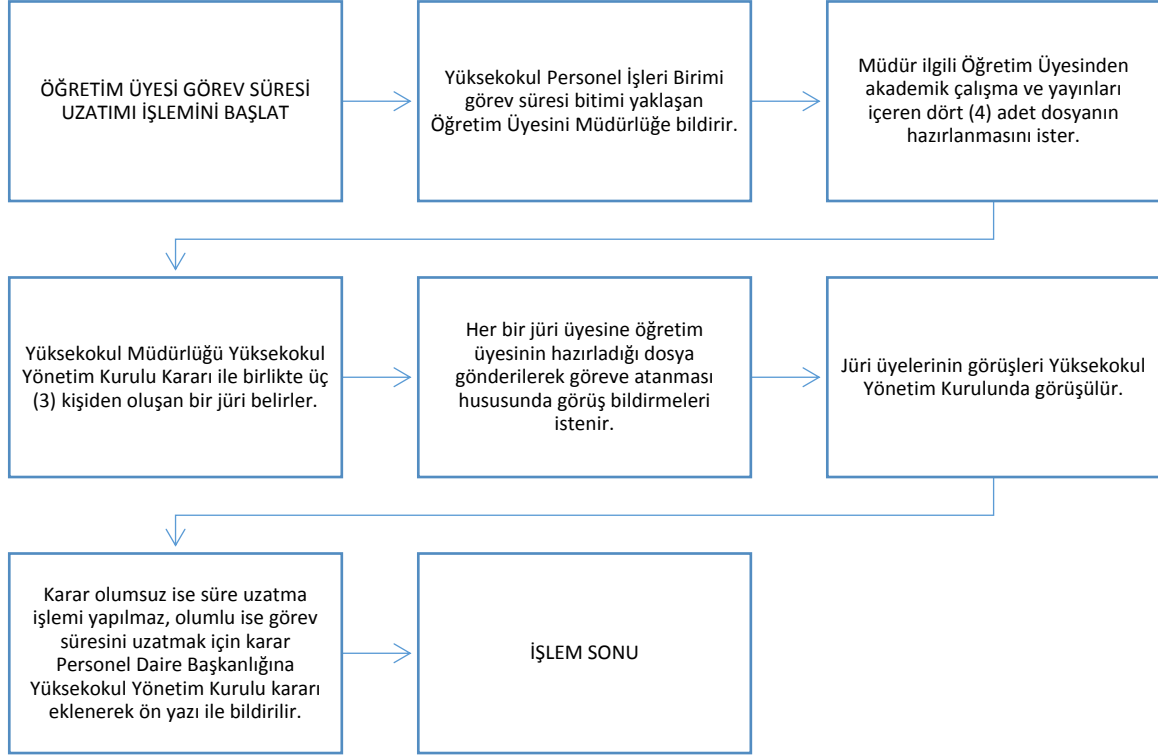 ÖĞRETİM ÜYESİ GÖREV SÜRESİ
UZATIMI İŞLEMİNİ BAŞLAT
Yüksekokul Personel İşleri Birimi
görev süresi bitimi yaklaşan
Öğretim Üyesini Müdürlüğe bildirir.
Müdür ilgili Öğretim Üyesinden
akademik çalışma ve yayınları
içeren dört (4) adet dosyanın
hazırlanmasını ister.
Yüksekokul Müdürlüğü Yüksekokul
Yönetim Kurulu Kararı ile birlikte üç
(3) kişiden oluşan bir jüri belirler.
Her bir jüri üyesine öğretim
üyesinin hazırladığı dosya
gönderilerek göreve atanması
hususunda görüş bildirmeleri
istenir.
Jüri üyelerinin görüşleri Yüksekokul
Yönetim Kurulunda görüşülür.
Karar olumsuz ise süre uzatma
işlemi yapılmaz, olumlu ise görev
süresini uzatmak için karar
Personel Daire Başkanlığına
Yüksekokul Yönetim Kurulu kararı
eklenerek ön yazı ile bildirilir.
İŞLEM SONU